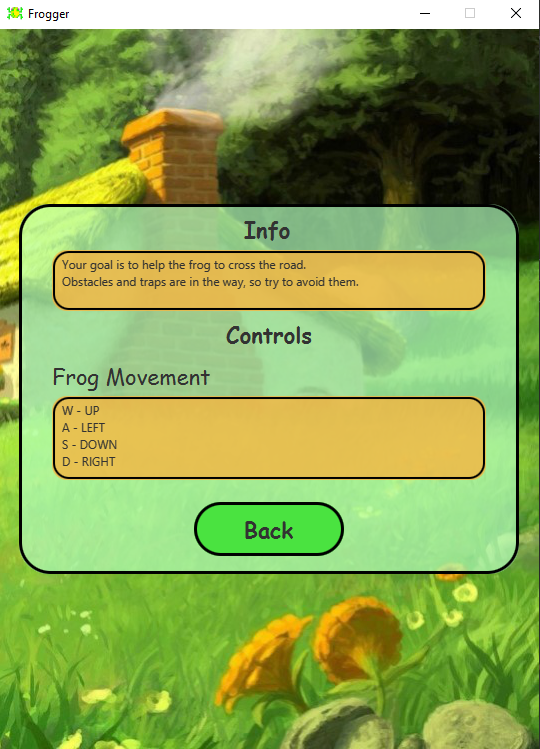 Frogger
Info
Your goal is to help the frog to cross the road.
Obstacles and traps are in the way, so try to avoid them.
Controls
Frog Movement
W - UP
A - LEFT
S - DOWN
D - RIGHT
Back